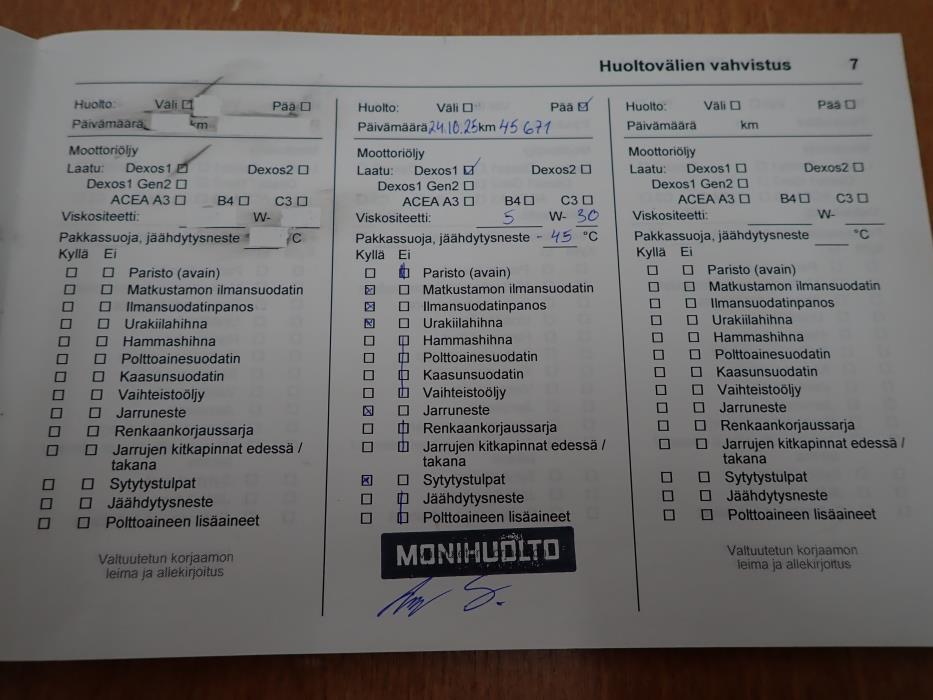 Huoltovälien vahvistus 7
Huolto: Väli ☑ Pää ☐
Päivämäärä km
Moottoriöljy
Laatu: Dexos1 ☑ Dexos2 ☐
Dexos1 Gen2 ☐
ACEA A3 ☐ B4 ☐ C3 ☐
Viskositeetti: W-
Pakkassuoja, jäähdytysneste °C
Kyllä Ei
☐ ☐ Paristo (avain)
☐ ☐ Matkustamon ilmansuodatin
☐ ☐ Ilmansuodatinpanos
☐ ☐ Urakiilahihna
☐ ☐ Hammashihna
☐ ☐ Polttoainesuodatin
☐ ☐ Kaasunsuodatin
☐ ☐ Vaihteistoöljy
☐ ☐ Jarruneste
☐ ☐ Renkaankorjaussarja
☐ ☐ Jarrujen kitkapinnat edessä /
takana
☐ ☐ Sytytystulpat
☐ ☐ Jäähdytysneste
☐ ☐ Polttoaineen lisäaineet
Valtuutetun korjaamon
leima ja allekirjoitus
Huolto: Väli ☐ Pää ☑
Päivämäärä 24.10.25 km 45671
Moottoriöljy
Laatu: Dexos1 ☑ Dexos2 ☐
Dexos1 Gen2 ☐
ACEA A3 ☐ B4 ☐ C3 ☐
Viskositeetti: 5 W- 30
Pakkassuoja, jäähdytysneste -45 °C
Kyllä Ei
☐ ☐ Paristo (avain)
☒ ☐ Matkustamon ilmansuodatin
☒ ☐ Ilmansuodatinpanos
☒ ☐ Urakiilahihna
☐ ☐ Hammashihna
☐ ☐ Polttoainesuodatin
☐ ☐ Kaasunsuodatin
☐ ☐ Vaihteistoöljy
☒ ☐ Jarruneste
☐ ☐ Renkaankorjaussarja
☐ ☐ Jarrujen kitkapinnat edessä /
takana
☒ ☐ Sytytystulpat
☐ ☐ Jäähdytysneste
☐ ☐ Polttoaineen lisäaineet
MONIHUOLTO
Huolto: Väli ☐ Pää ☐
Päivämäärä km
Moottoriöljy
Laatu: Dexos1 ☐ Dexos2 ☐
Dexos1 Gen2 ☐
ACEA A3 ☐ B4 ☐ C3 ☐
Viskositeetti: W-
Pakkassuoja, jäähdytysneste °C
Kyllä Ei
☐ ☐ Paristo (avain)
☐ ☐ Matkustamon ilmansuodatin
☐ ☐ Ilmansuodatinpanos
☐ ☐ Urakiilahihna
☐ ☐ Hammashihna
☐ ☐ Polttoainesuodatin
☐ ☐ Kaasunsuodatin
☐ ☐ Vaihteistoöljy
☐ ☐ Jarruneste
☐ ☐ Renkaankorjaussarja
☐ ☐ Jarrujen kitkapinnat edessä /
takana
☐ ☐ Sytytystulpat
☐ ☐ Jäähdytysneste
☐ ☐ Polttoaineen lisäaineet
Valtuutetun korjaamon
leima ja allekirjoitus